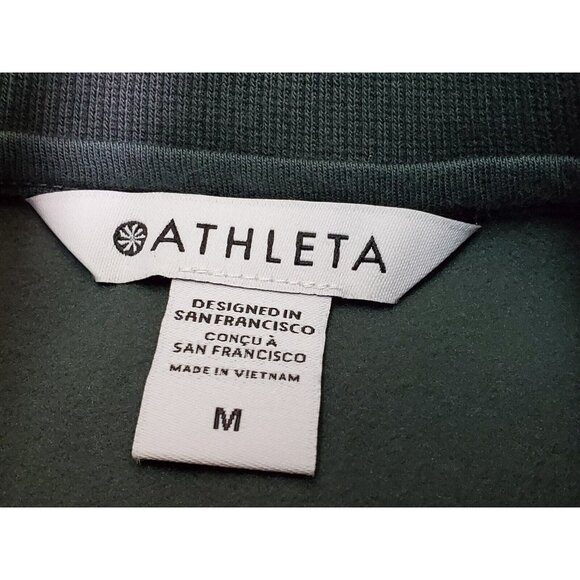 ATHLETA
DESIGNED IN
SAN FRANCISCO
CONÇU À
SAN FRANCISCO
MADE IN VIETNAM
M